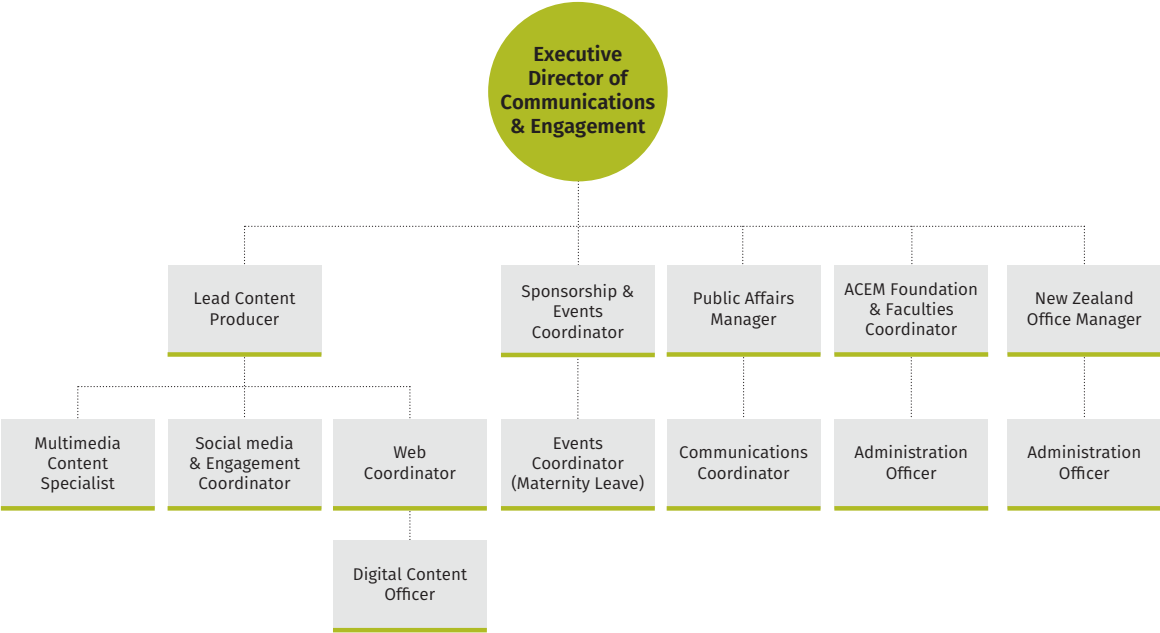 Executive
Director of
Communications
& Engagement
Lead Content
Producer
Sponsorship &
Events
Coordinator
Public Affairs
Manager
ACEM Foundation
& Faculties
Coordinator
New Zealand
Office Manager
Multimedia
Content
Specialist
Social media
& Engagement
Coordinator
Web
Coordinator
Events
Coordinator
(Maternity Leave)
Communications
Coordinator
Administration
Officer
Administration
Officer
Digital Content
Officer